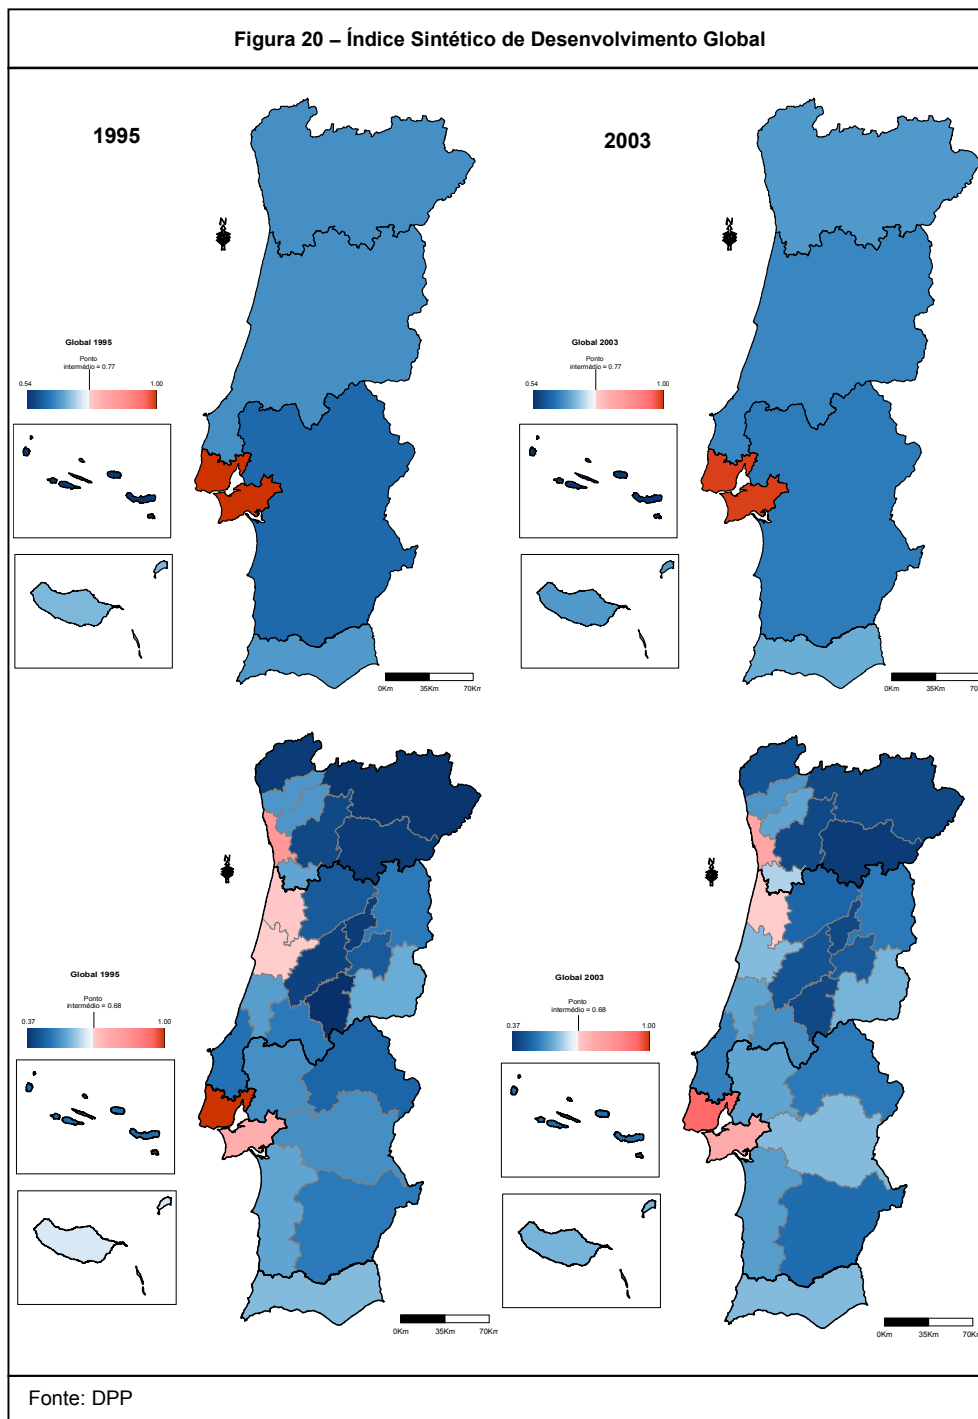 Figura 20 – Índice Sintético de Desenvolvimento Global
1995
2003
N
N
Global 1995
Ponto
intermédio = 0.77
0.54
1.00
Global 2003
Ponto
intermédio = 0.77
0.54
1.00
0Km
35Km
70Km
0Km
35Km
70
N
N
Global 1995
Ponto
intermédio = 0.68
0.37
1.00
Global 2003
Ponto
intermédio = 0.68
0.37
1.00
0Km
35Km
70Km
0Km
35Km
70Km
Fonte: DPP